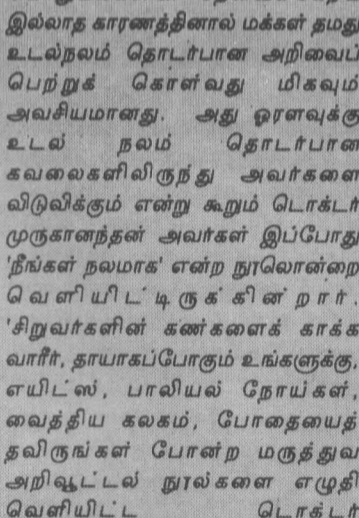 இல்லாத காரணத்தினால் மக்கள் தமது
உடல்நலம் தொடர்பான அறிவைப்
பெற்றுக் கொள்வது மிகவும்
அவசியமானது. அது ஓரளவுக்கு
உடல் நலம் தொடர்பான
கவலைகளிலிருந்து அவர்களை
விடுவிக்கும் என்று கூறும் டொக்டர்
முருகானந்தன் அவர்கள் இப்போது
'நீங்கள் நலமாக' என்ற நூலொன்றை
வெளியிட்டிருக்கின்றார்.
'சிறுவர்களின் கண்களைக் காக்க
வாரீர், தாயாகப்போகும் உங்களுக்கு,
எயிட்ஸ், பாலியல் நோய்கள்,
வைத்திய கலகம், போதையைத்
தவிருங்கள் போன்ற மருத்துவ
அறிவூட்டல் நூல்களை எழுதி
வெளியிட்ட டொக்டர்